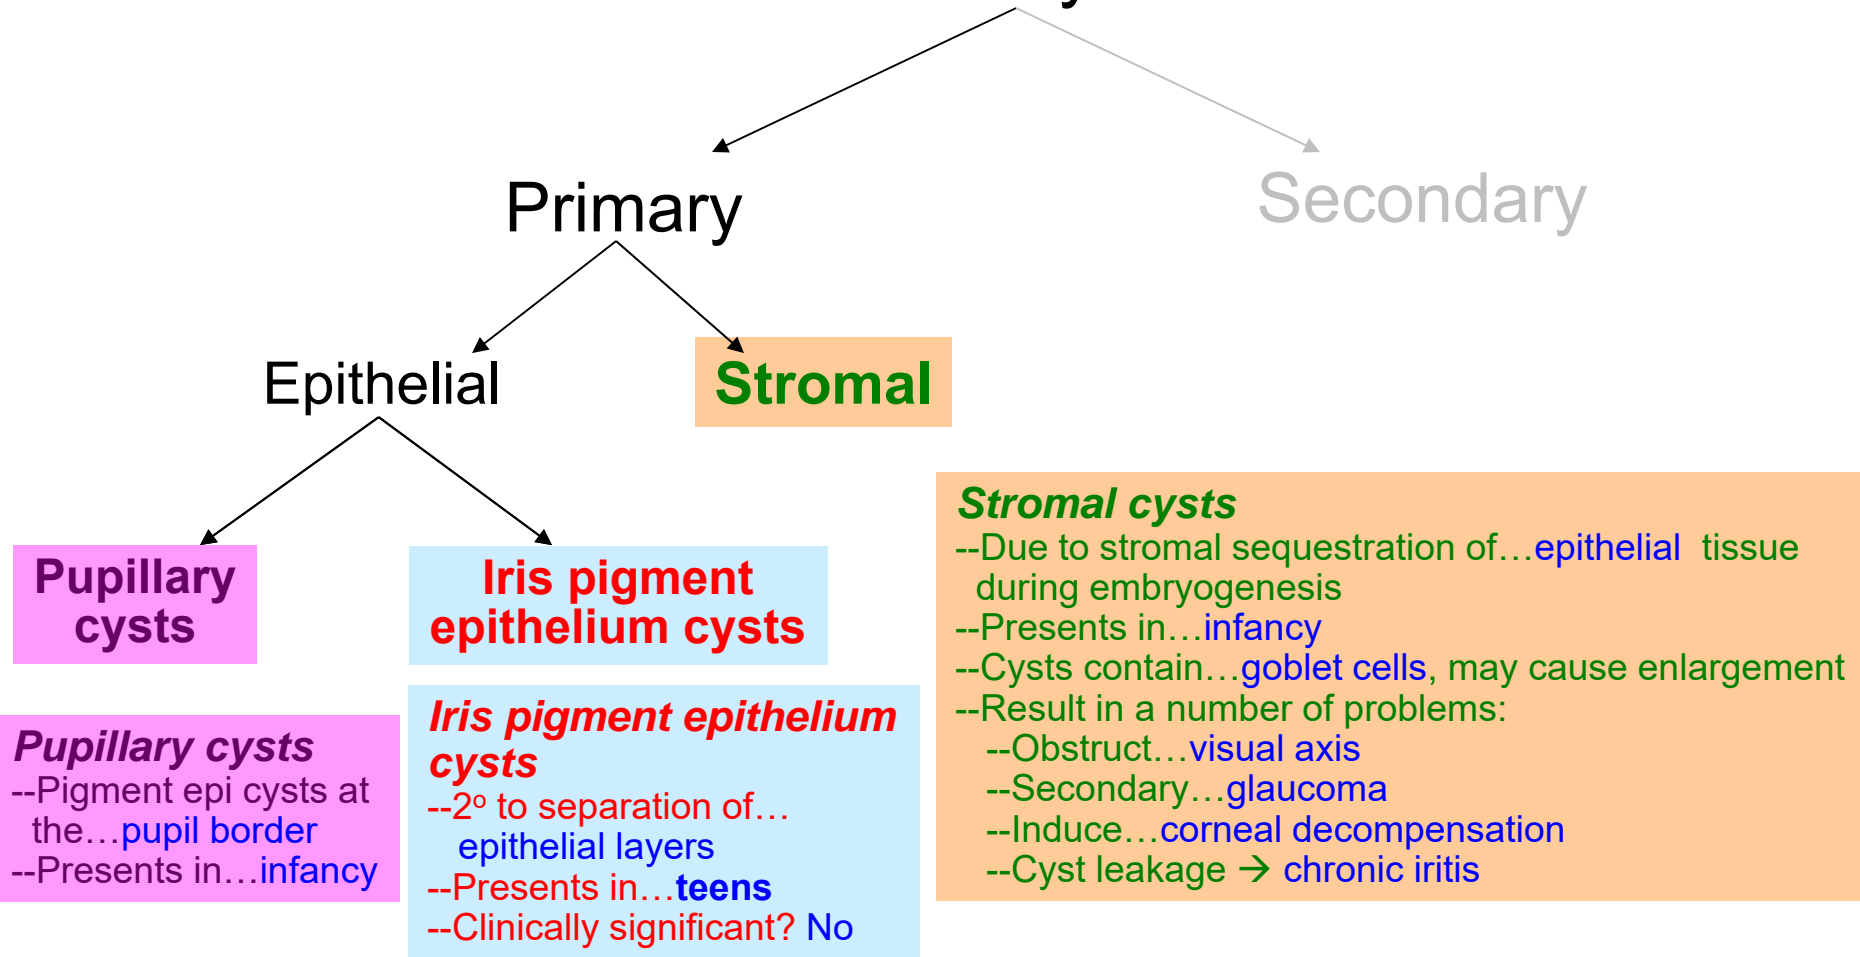 Primary
Secondary
Epithelial
Stromal
Pupillary
cysts
Iris pigment
epithelium cysts
Pupillary cysts
--Pigment epi cysts at
the…pupil border
--Presents in…infancy
Iris pigment epithelium
cysts
--2º to separation of…
epithelial layers
--Presents in…teens
--Clinically significant? No
Stromal cysts
--Due to stromal sequestration of…epithelial tissue
during embryogenesis
--Presents in…infancy
--Cysts contain…goblet cells, may cause enlargement
--Result in a number of problems:
--Obstruct…visual axis
--Secondary…glaucoma
--Induce…corneal decompensation
--Cyst leakage → chronic iritis